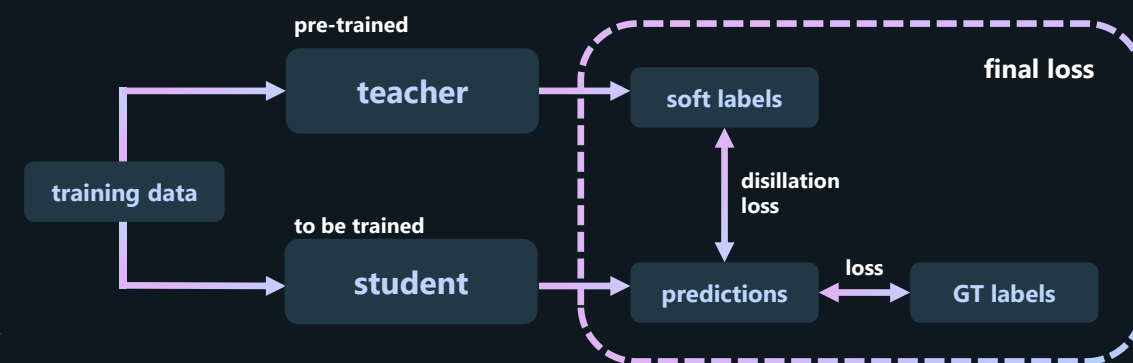 pre-trained
teacher
soft labels
final loss
training data
disillation
loss
to be trained
student
predictions
loss
GT labels